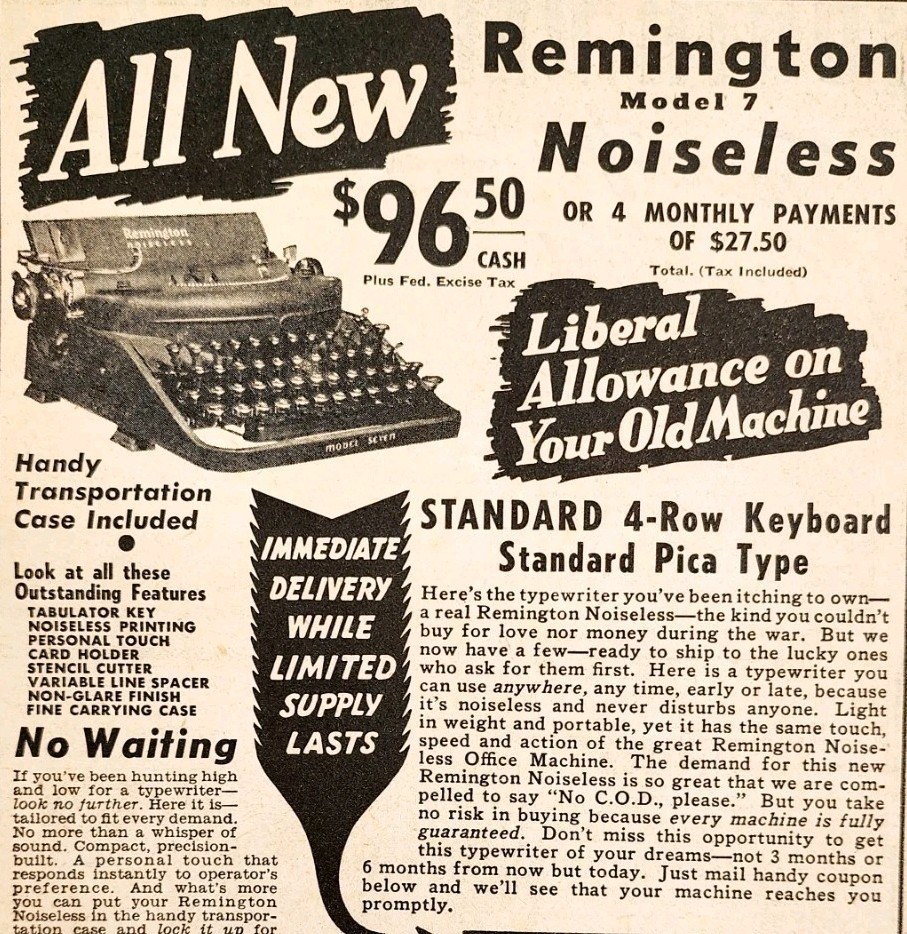 All New
Remington
Model 7
Noiseless
$96.50
CASH
Plus Fed. Excise Tax
OR 4 MONTHLY PAYMENTS
OF $27.50
Total. (Tax Included)
Remington
NOISELESS
MODEL SEVEN
Liberal
Allowance on
Your Old Machine
Handy
Transportation
Case Included
Look at all these
Outstanding Features
TABULATOR KEY
NOISELESS PRINTING
PERSONAL TOUCH
CARD HOLDER
STENCIL CUTTER
VARIABLE LINE SPACER
NON-GLARE FINISH
FINE CARRYING CASE
No Waiting
If you've been hunting high
and low for a typewriter—
look no further. Here it is—
tailored to fit every demand.
No more than a whisper of
sound. Compact, precision-
built. A personal touch that
responds instantly to operator's
preference. And what's more
you can put your Remington
Noiseless in the handy transpor-
tation case and lock it up for
IMMEDIATE
DELIVERY
WHILE
LIMITED
SUPPLY
LASTS
STANDARD 4-Row Keyboard
Standard Pica Type
Here's the typewriter you've been itching to own—
a real Remington Noiseless—the kind you couldn't
buy for love nor money during the war. But we
now have a few—ready to ship to the lucky ones
who ask for them first. Here is a typewriter you
can use anywhere, any time, early or late, because
it's noiseless and never disturbs anyone. Light
in weight and portable, yet it has the same touch,
speed and action of the great Remington Noise-
less Office Machine. The demand for this new
Remington Noiseless is so great that we are com-
pelled to say "No C.O.D., please." But you take
no risk in buying because every machine is fully
guaranteed. Don't miss this opportunity to get
this typewriter of your dreams—not 3 months or
6 months from now but today. Just mail handy coupon
below and we'll see that your machine reaches you
promptly.